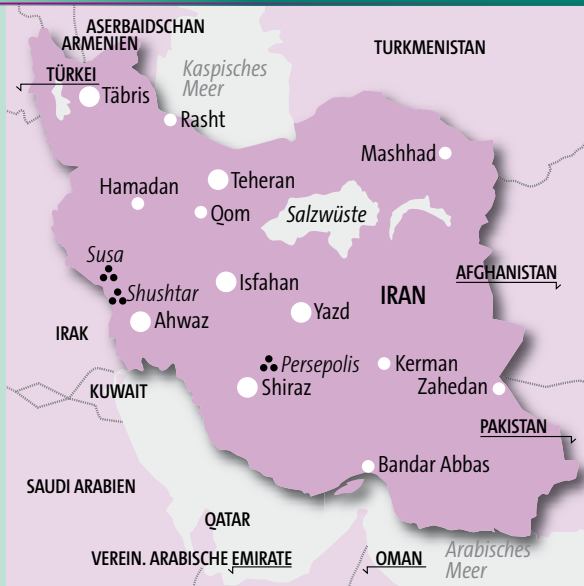 ASERBAIDSCHAN
ARMENIEN
TÜRKEI
Kaspisches
Meer
TURKMENISTAN
Täbris
Rasht
Mashhad
Teheran
Hamadan
Qom
Salzwüste
Susa
Shushtar
Isfahan
AFGHANISTAN
IRAN
Yazd
Ahwaz
IRAK
Persepolis
Kerman
Shiraz
Zahedan
KUWAIT
PAKISTAN
Bandar Abbas
SAUDI ARABIEN
QATAR
VEREIN. ARABISCHE EMIRATE
OMAN
Arabisches
Meer